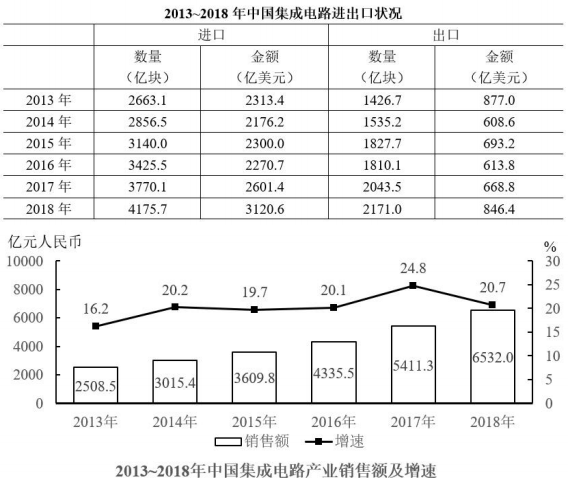 2013~2018 年中国集成电路进出口状况
进口 出口
数量 金额 数量 金额
（亿块） （亿美元） （亿块） （亿美元）
2013 年 2663.1 2313.4 1426.7 877.0
2014 年 2856.5 2176.2 1535.2 608.6
2015 年 3140.0 2300.0 1827.7 693.2
2016 年 3425.5 2270.7 1810.1 613.8
2017 年 3770.1 2601.4 2043.5 668.8
2018 年 4175.7 3120.6 2171.0 846.4
亿元人民币 %
10000 30
8000 25
6000 20
4000 15
2000 10
0 5
0
16.2 20.2 19.7 20.1 24.8 20.7
2508.5 3015.4 3609.8 4335.5 5411.3 6532.0
2013年 2014年 2015年 2016年 2017年 2018年
销售额 增速
2013~2018年中国集成电路产业销售额及增速